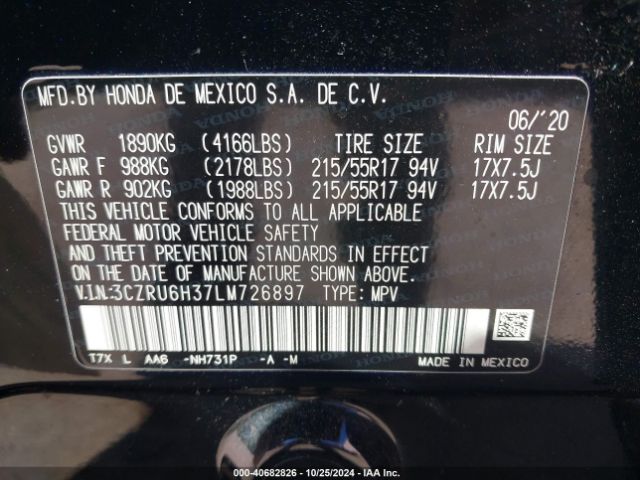 MFD.BY HONDA DE MEXICO S.A. DE C.V.
06/'20
GVWR 1890KG (4166LBS) TIRE SIZE RIM SIZE
GAWR F 988KG (2178LBS) 215/55R17 94V 17X7.5J
GAWR R 902KG (1988LBS) 215/55R17 94V 17X7.5J
THIS VEHICLE CONFORMS TO ALL APPLICABLE
FEDERAL MOTOR VEHICLE SAFETY
AND THEFT PREVENTION STANDARDS IN EFFECT
ON THE DATE OF MANUFACTURE SHOWN ABOVE.
V.I.N:3CZRU6H37LM726897 TYPE: MPV
T7X L AA6 -NH731P -A -M
MADE IN MEXICO
000-40682826 - 10/25/2024 - IAA Inc.